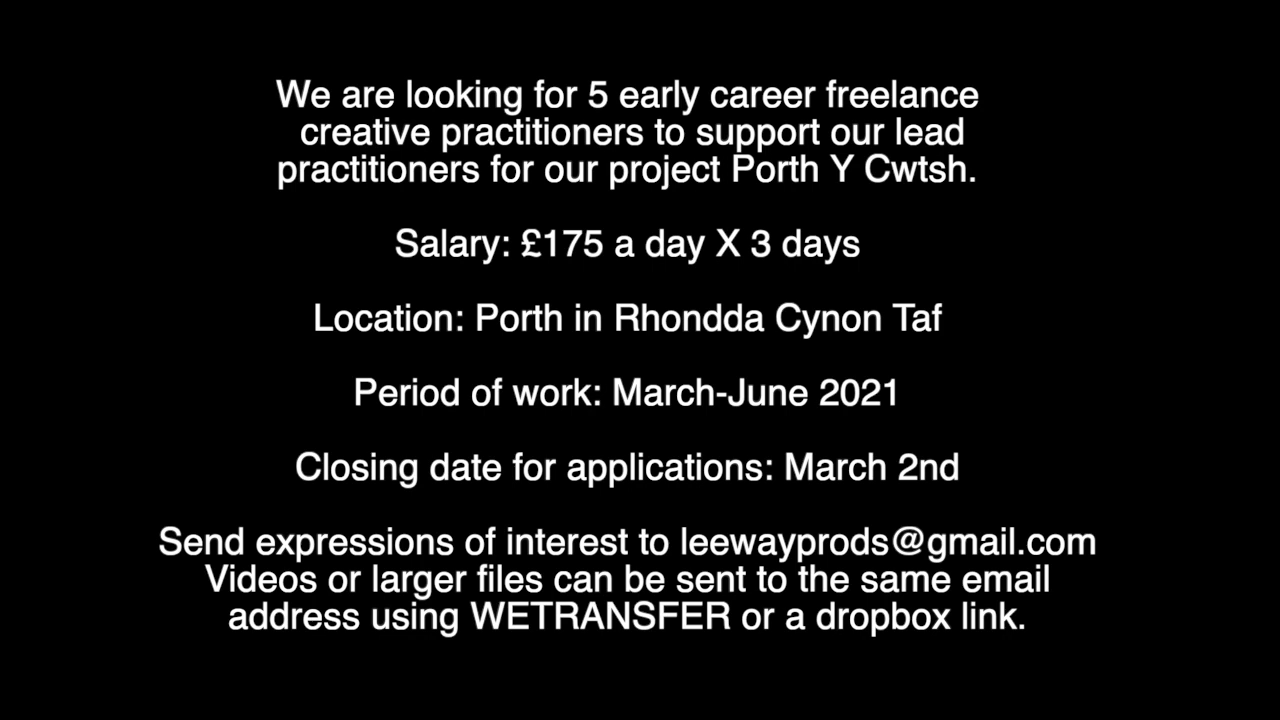 We are looking for 5 early career freelance
creative practitioners to support our lead
practitioners for our project Porth Y Cwtsh.
Salary: £175 a day X 3 days
Location: Porth in Rhondda Cynon Taf
Period of work: March-June 2021
Closing date for applications: March 2nd
Send expressions of interest to leewayprods@gmail.com
Videos or larger files can be sent to the same email
address using WETRANSFER or a dropbox link.